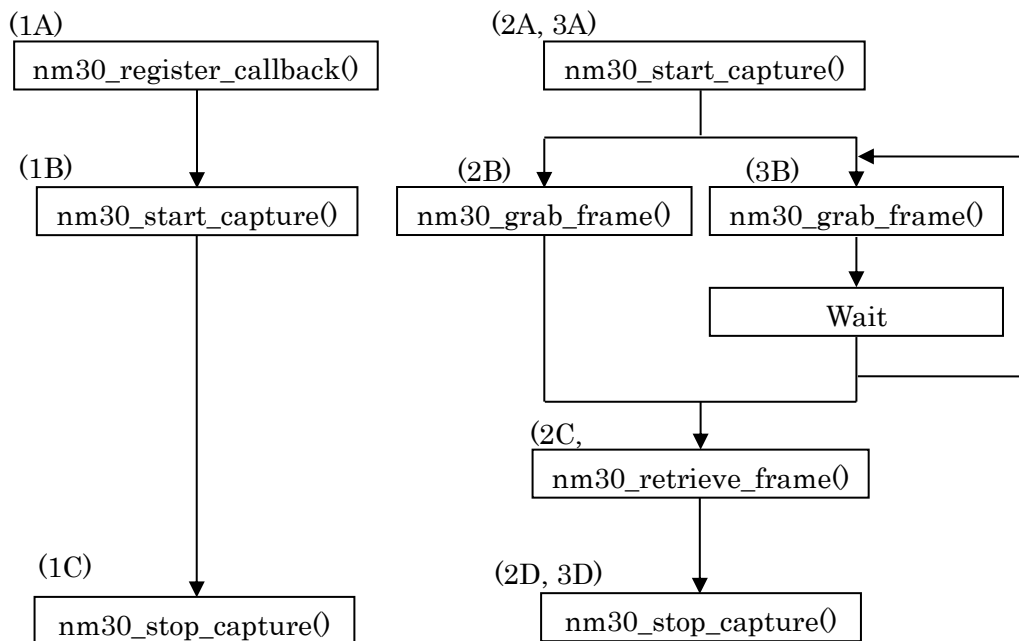 (1A)
nm30_register_callback()
(1B)
nm30_start_capture()
(1C)
nm30_stop_capture()
(2A, 3A)
nm30_start_capture()
(2B)
nm30_grab_frame()
(3B)
nm30_grab_frame()
Wait
(2C,
nm30_retrieve_frame()
(2D, 3D)
nm30_stop_capture()